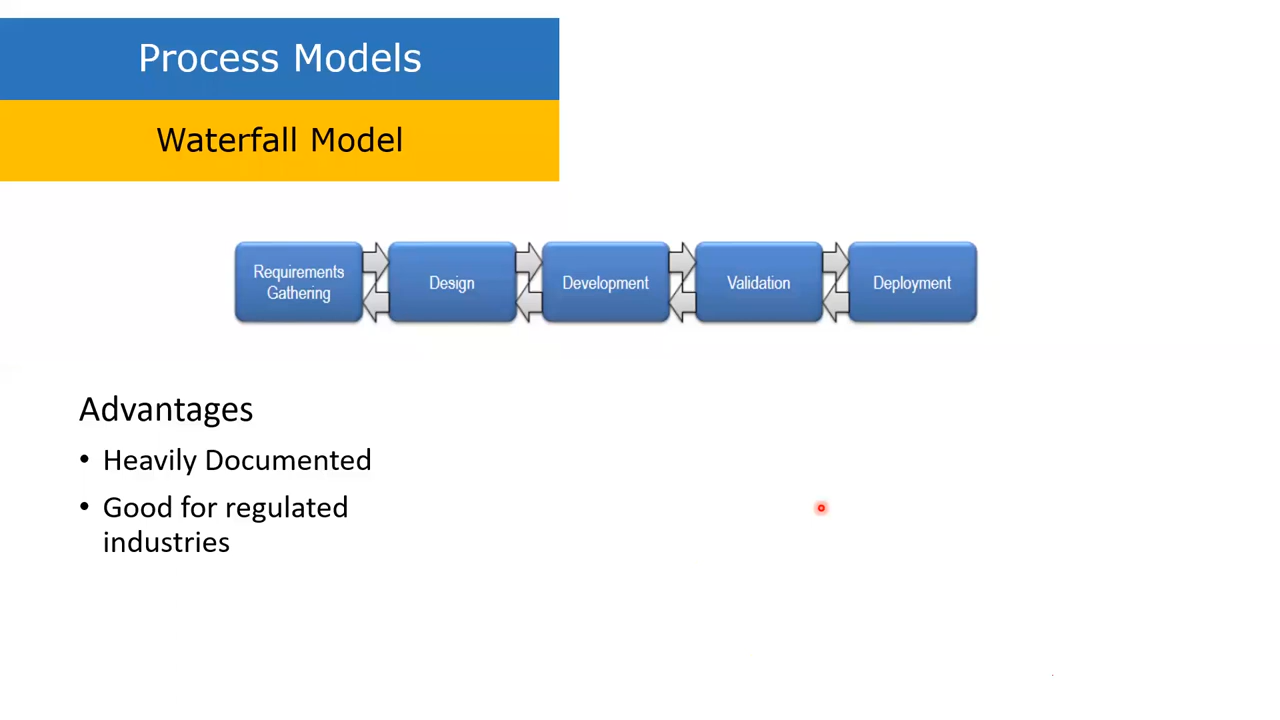 Process Models
Waterfall Model
Requirements
Gathering
Design
Development
Validation
Deployment
Advantages
• Heavily Documented
• Good for regulated
industries